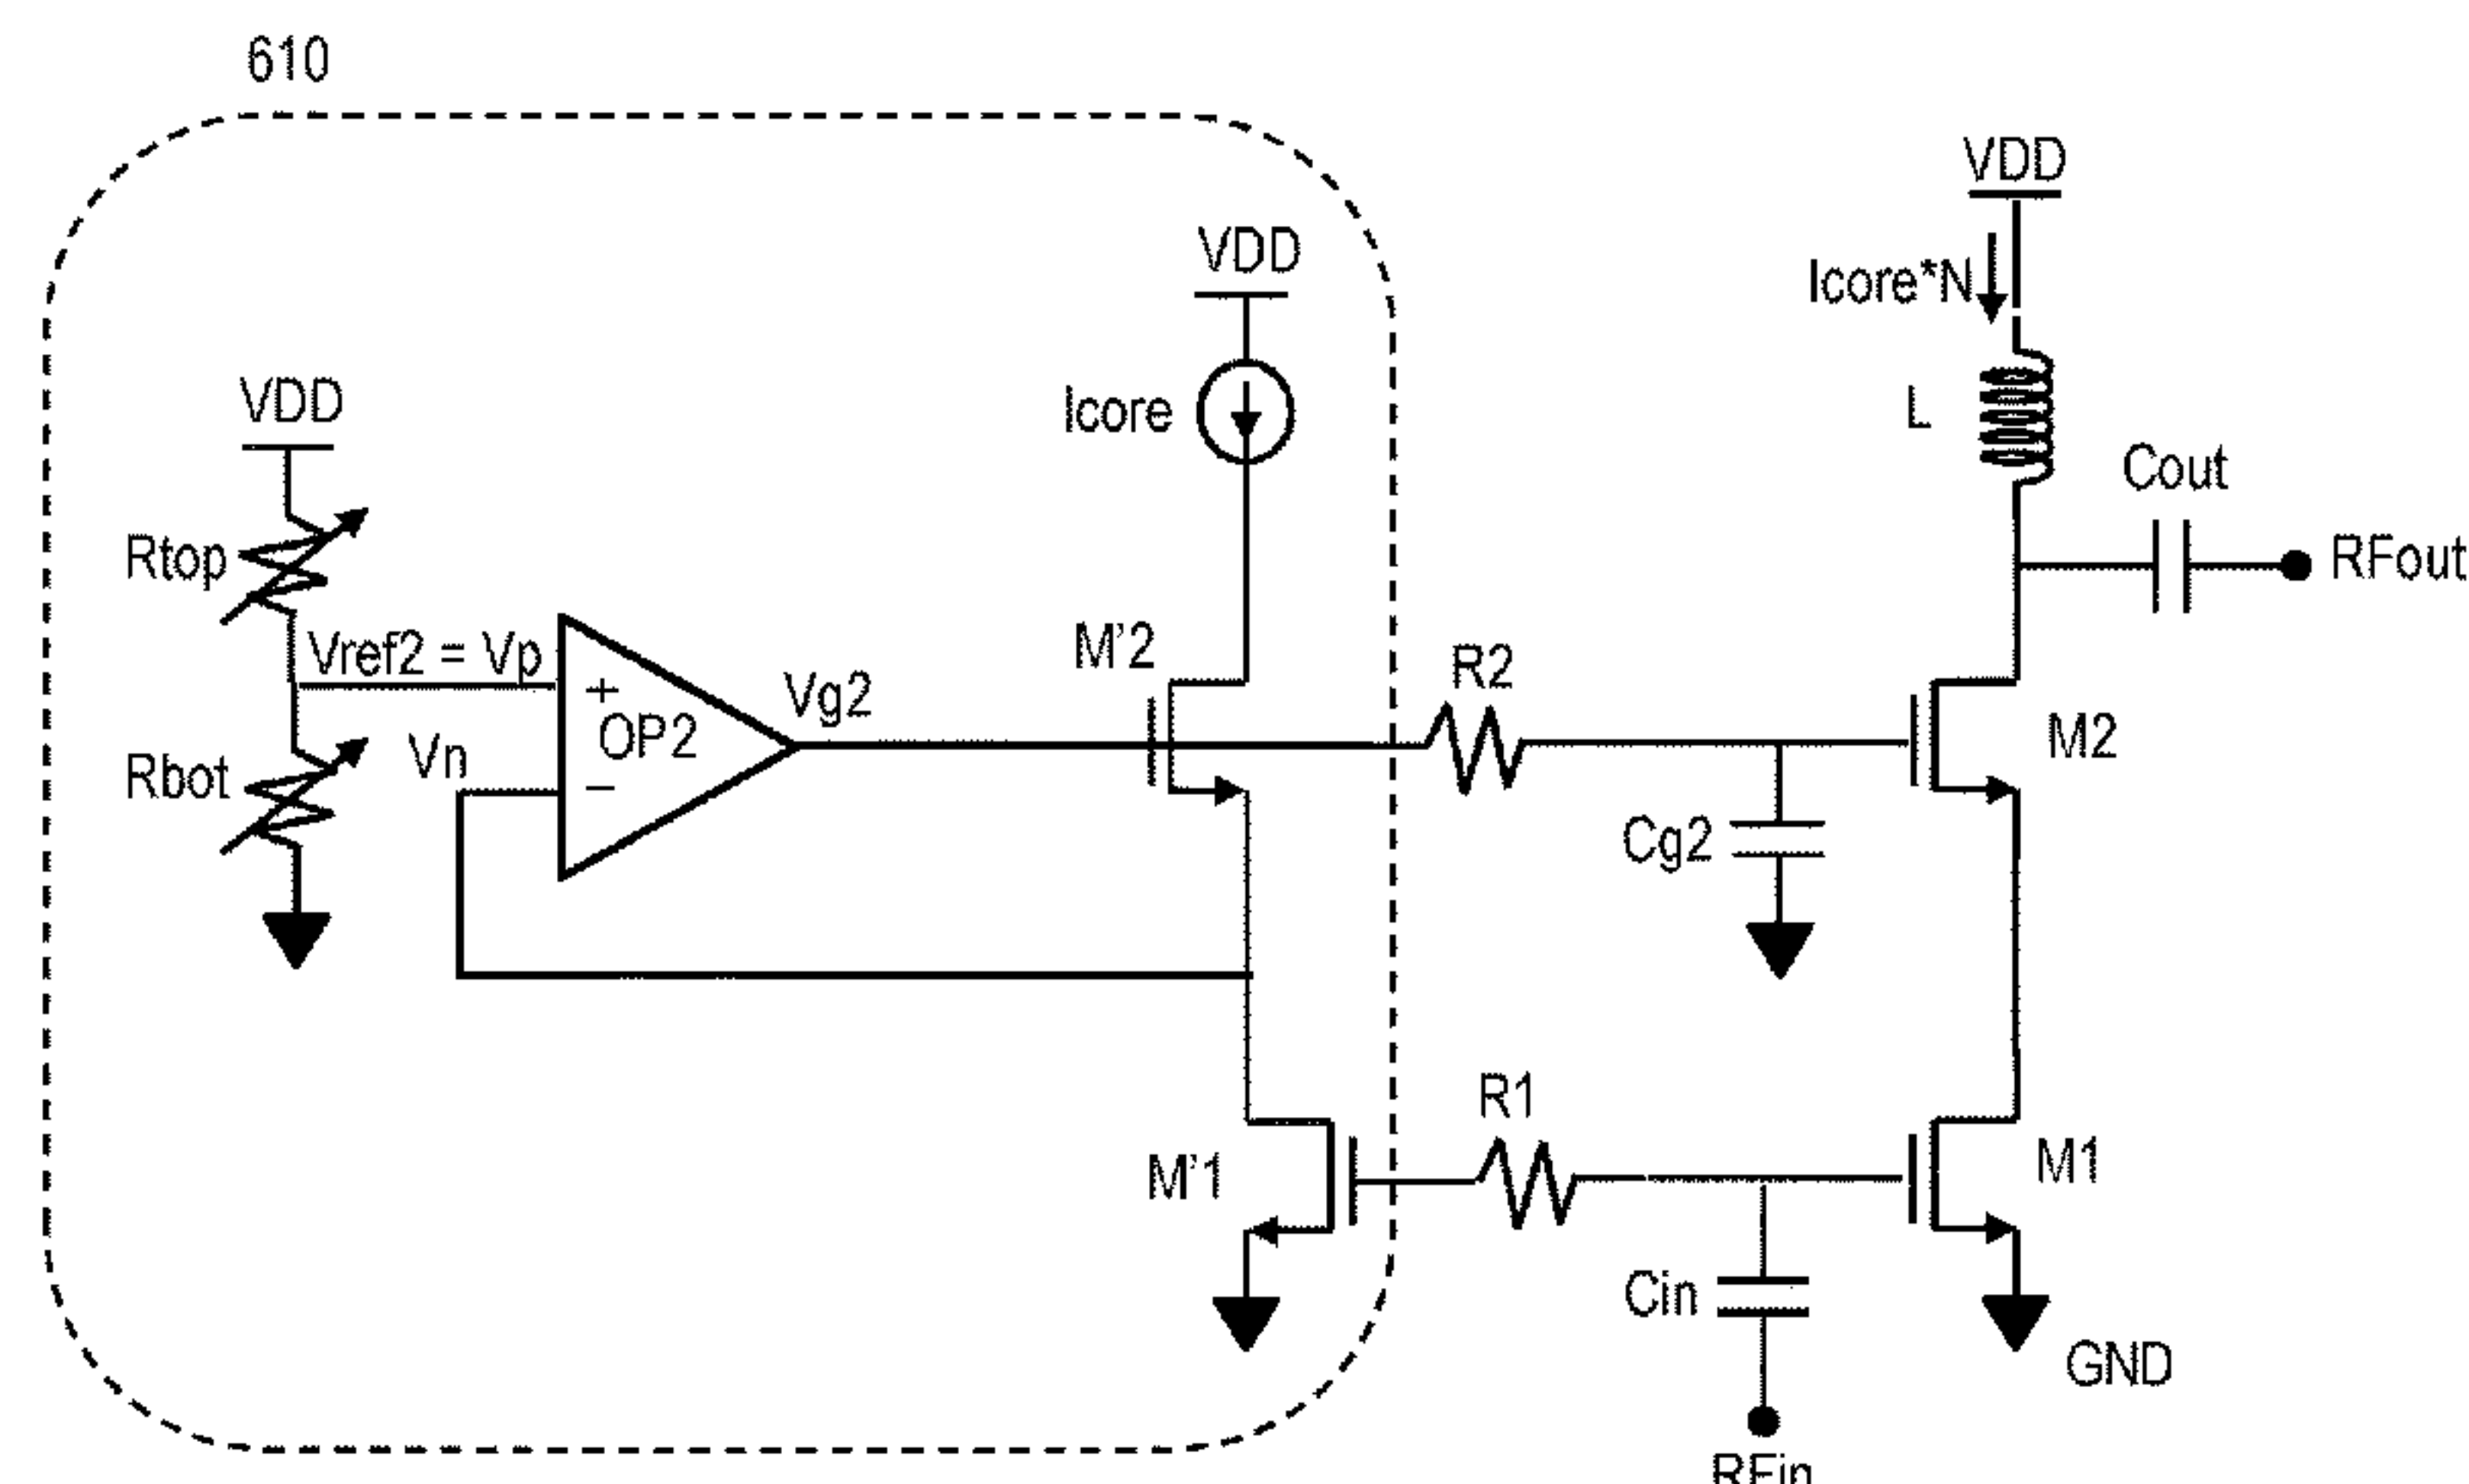 610
VDD
VDD
Icore*N
VDD
Icore
L
Cout
RFout
Rtop
Vref2 = Vp
M'2
R2
+
OP2
Vg2
M2
Rbot
Vn
−
Cg2
R1
M'1
M1
Cin
GND
RFin